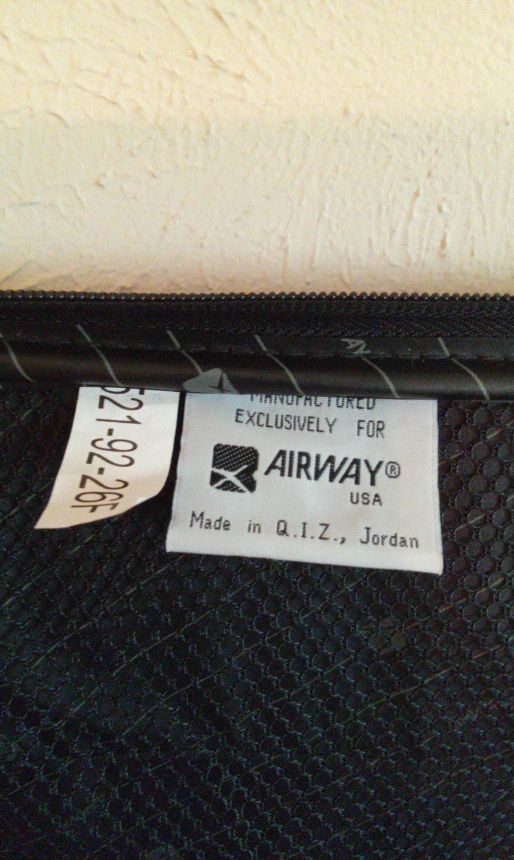 521-92-26F
MANUFACTURED
EXCLUSIVELY FOR
AIRWAY®
USA
Made in Q.I.Z., Jordan